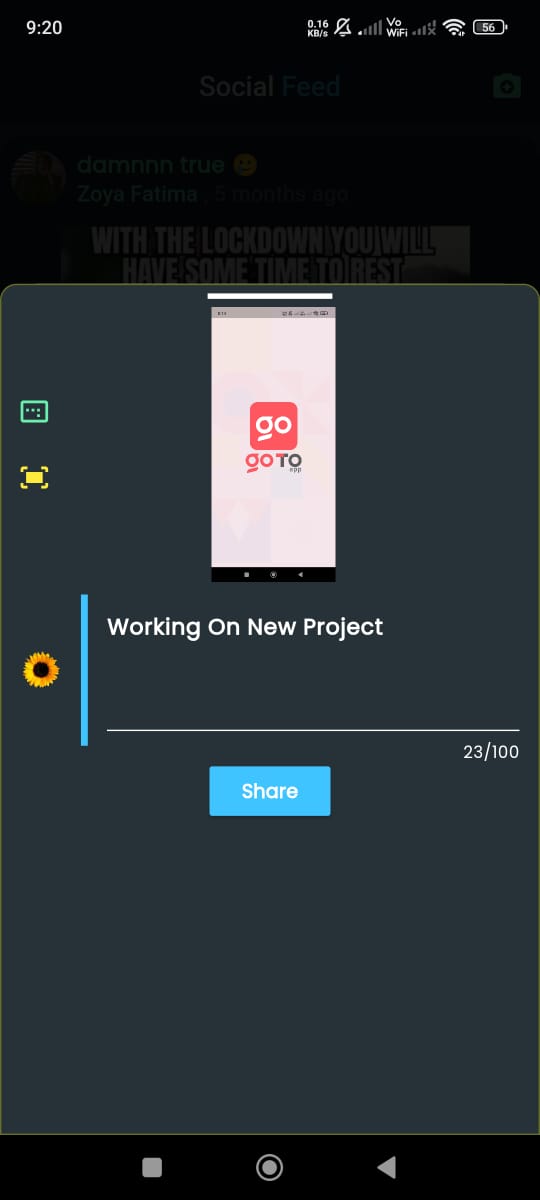 9:20
0.16
KB/s
Vo
WiFi
56
Social Feed
damnnn true 🙂
Zoya Fatima , 5 months ago
WITH THE LOCKDOWN YOU WILL
HAVE SOME TIME TO REST
go
goTO
app
Working On New Project
23/100
Share